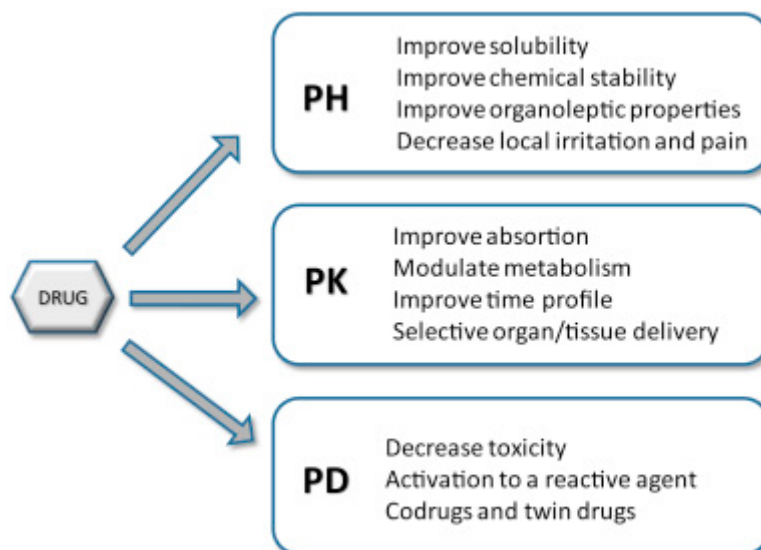 DRUG
PH
Improve solubility
Improve chemical stability
Improve organoleptic properties
Decrease local irritation and pain
PK
Improve absortion
Modulate metabolism
Improve time profile
Selective organ/tissue delivery
PD
Decrease toxicity
Activation to a reactive agent
Codrugs and twin drugs